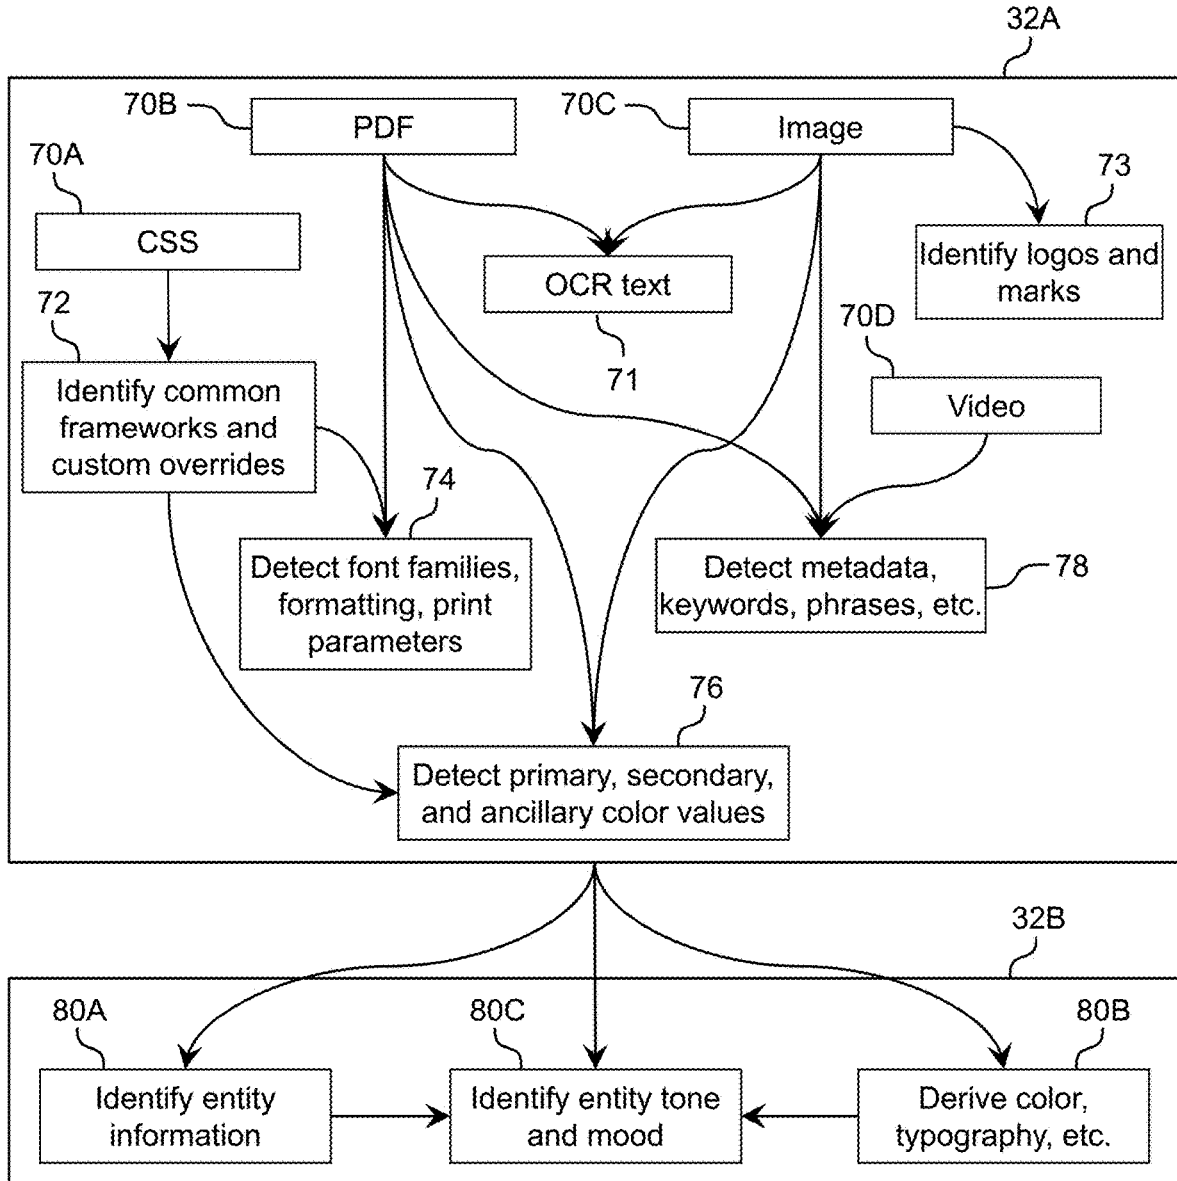 32A
70B
PDF
70C
Image
70A
CSS
73
Identify logos and
marks
OCR text
71
72
Identify common
frameworks and
custom overrides
70D
Video
74
Detect font families,
formatting, print
parameters
Detect metadata,
keywords, phrases, etc.
78
76
Detect primary, secondary,
and ancillary color values
32B
80A
Identify entity
information
80C
Identify entity tone
and mood
80B
Derive color,
typography, etc.